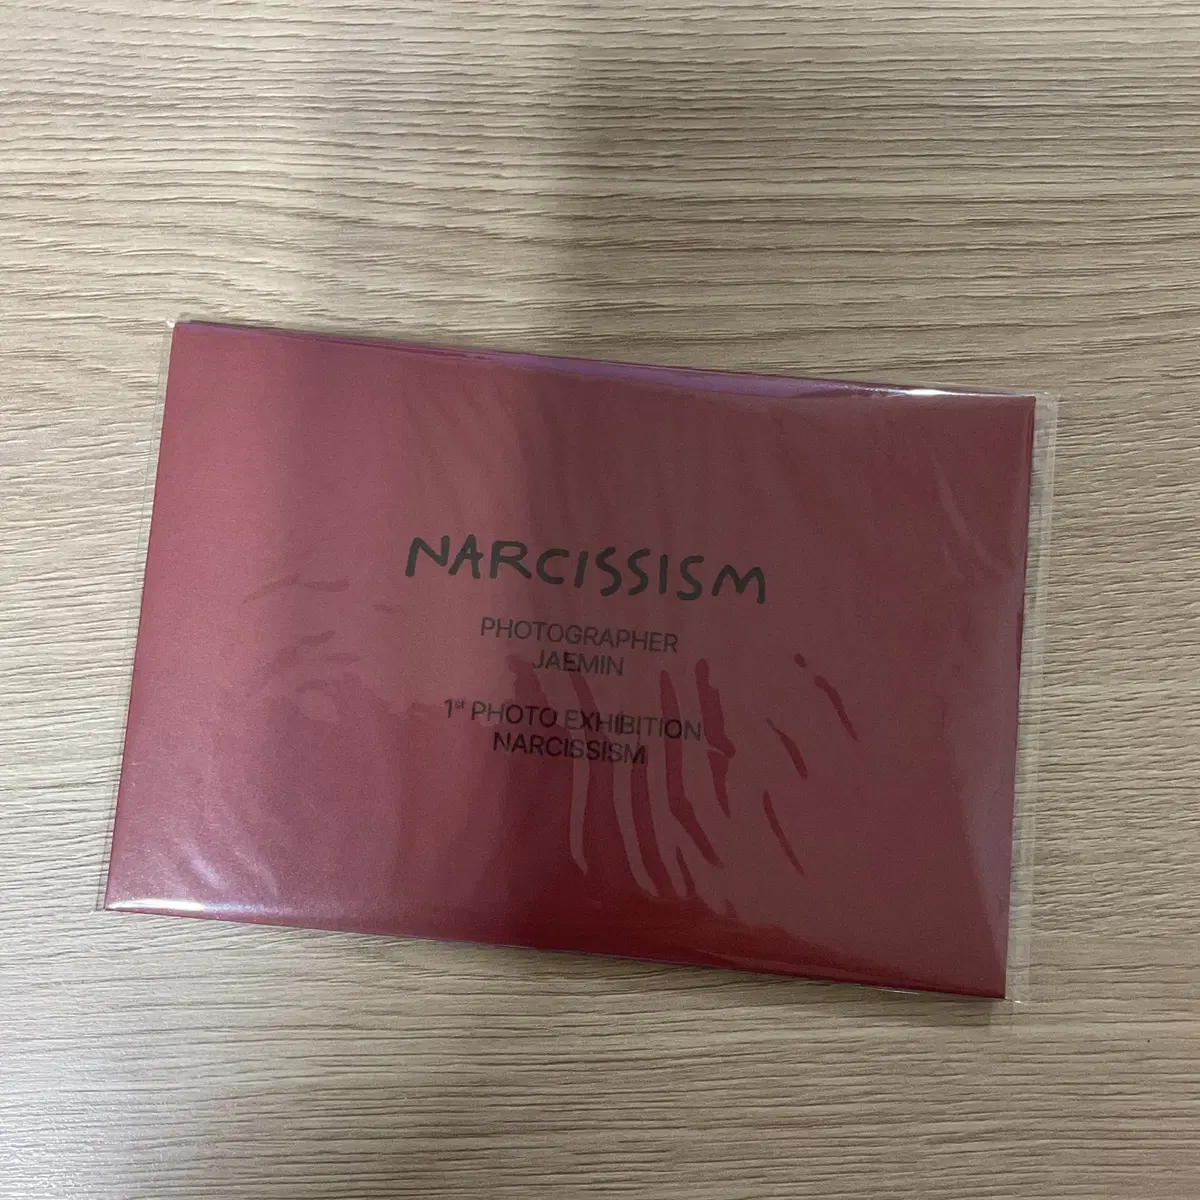 NARCISSISM
PHOTOGRAPHER
JAEMIN
1st PHOTO EXHIBITION
NARCISSISM